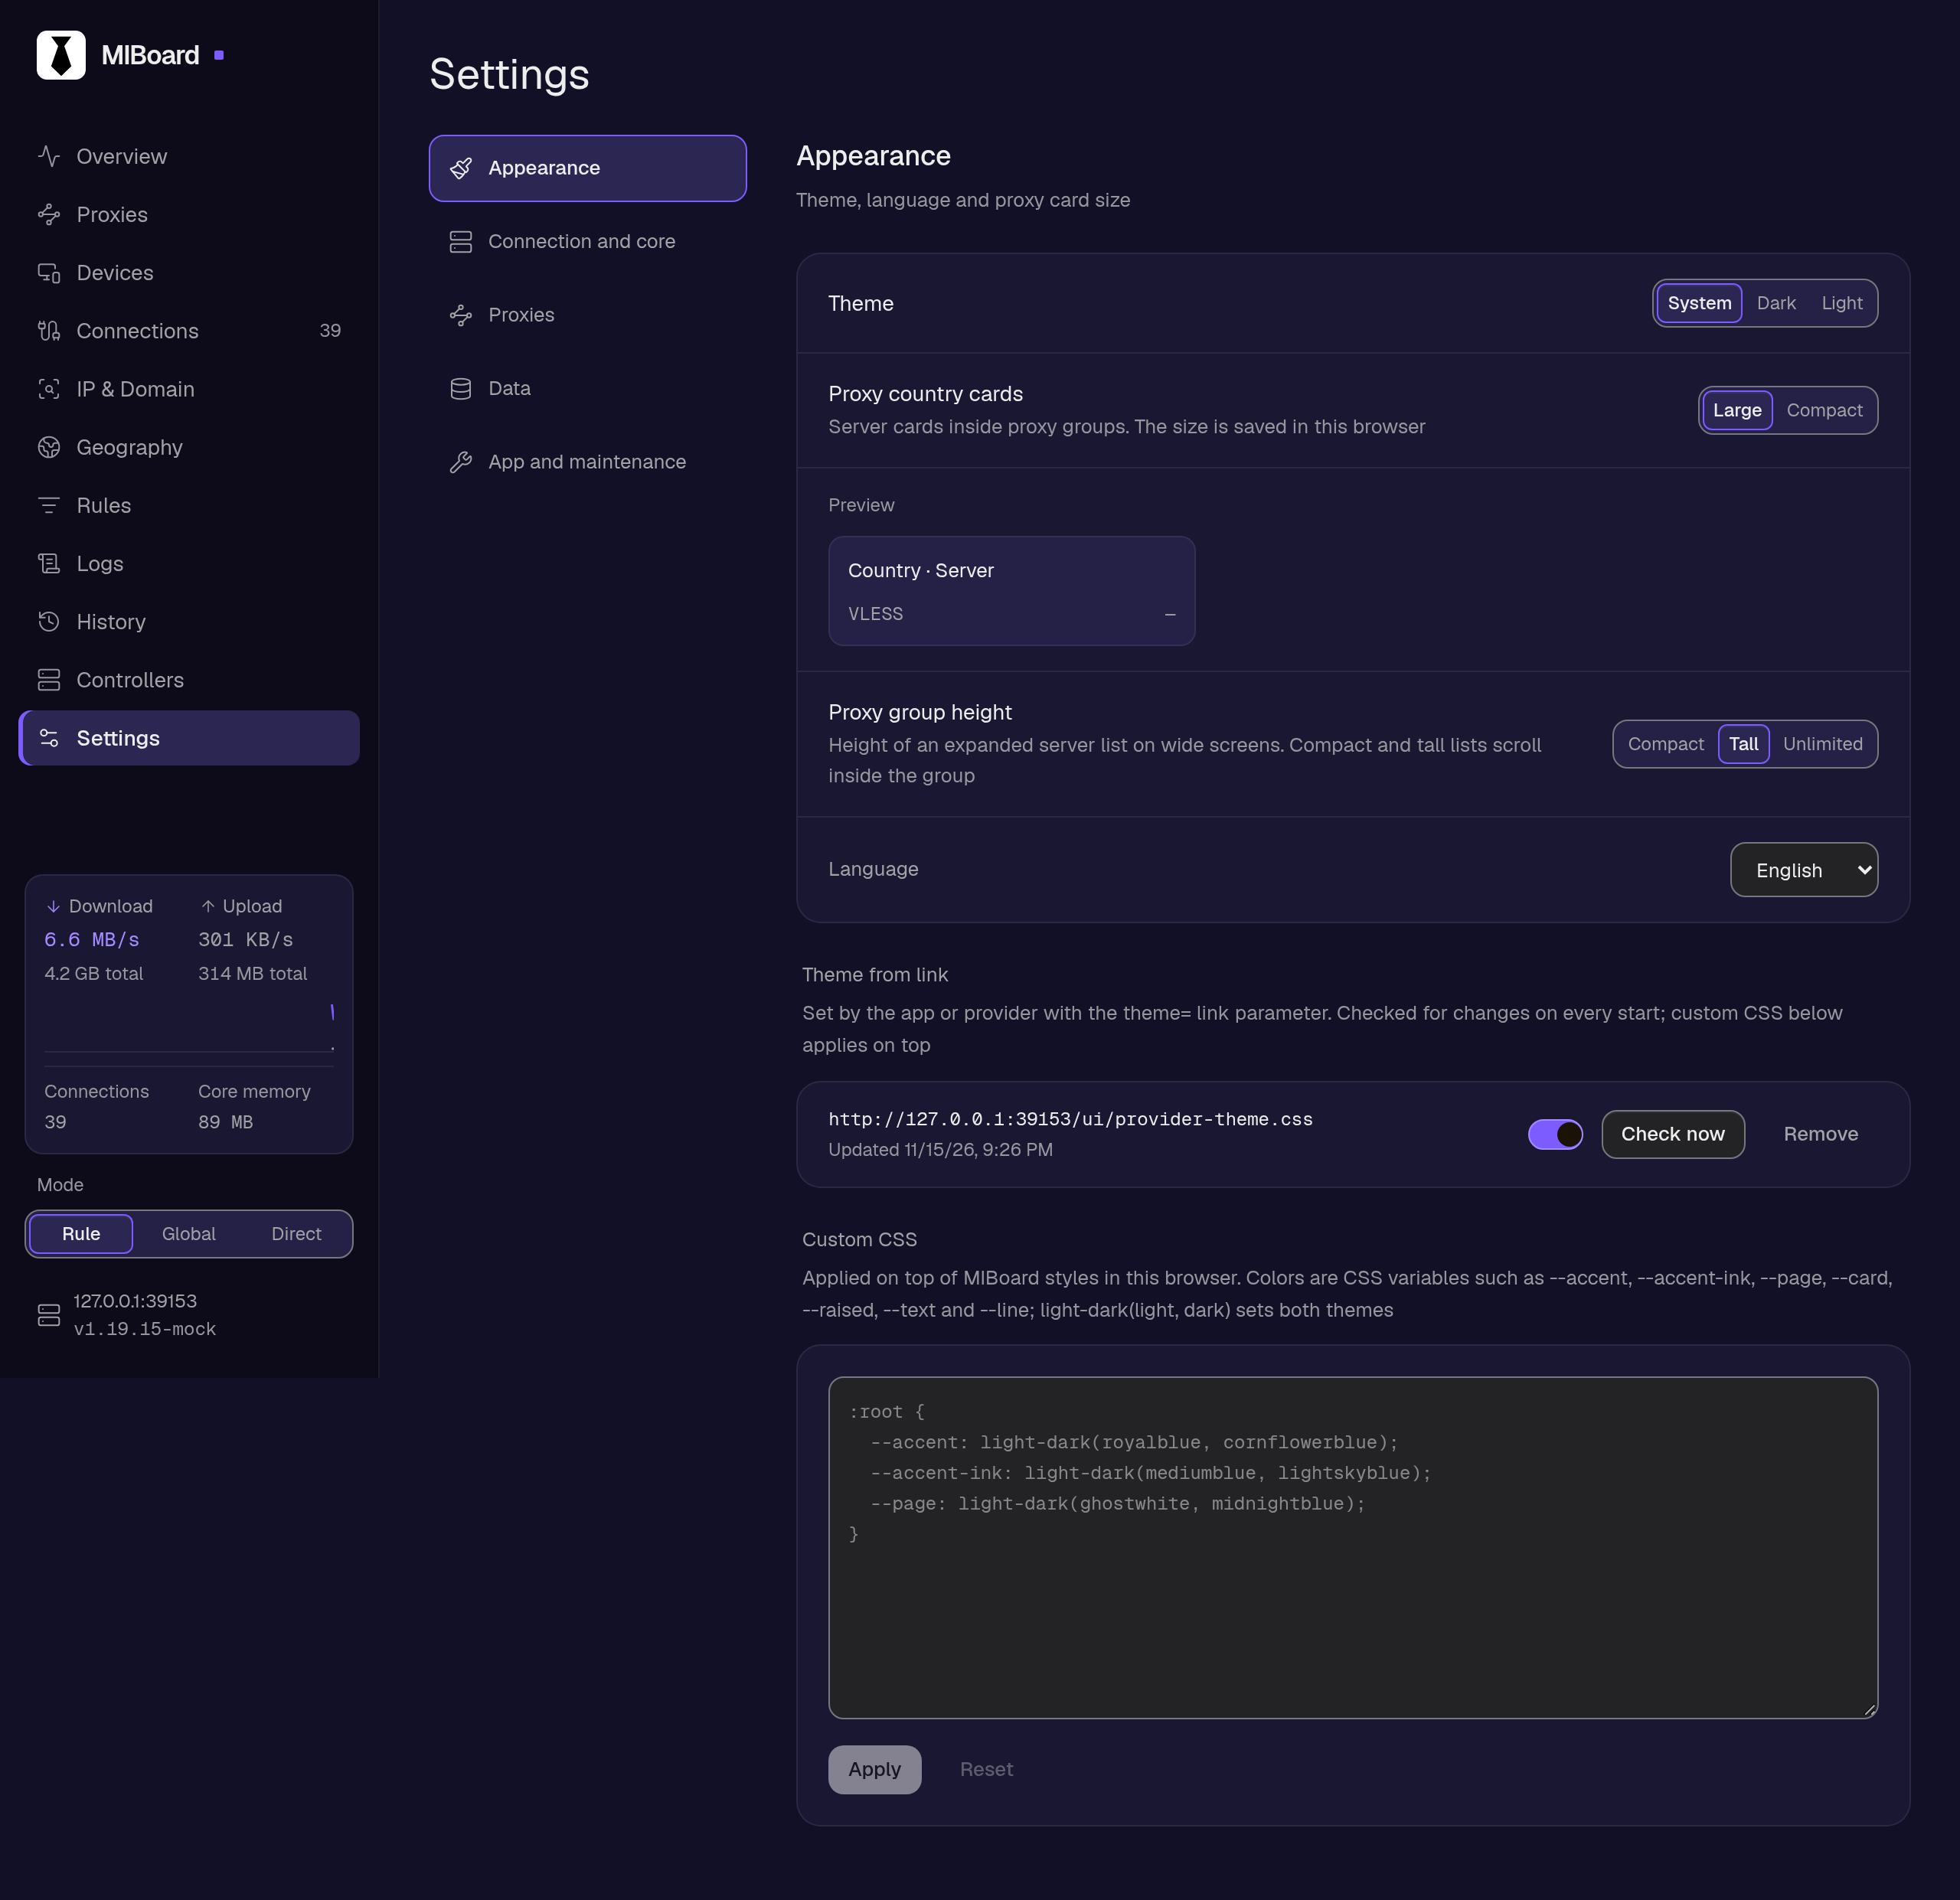 MIBoard
Overview
Proxies
Devices
Connections 39
IP & Domain
Geography
Rules
Logs
History
Controllers
Settings
Download Upload
6.6 MB/s 301 KB/s
4.2 GB total 314 MB total
Connections Core memory
39 89 MB
Mode
Rule Global Direct
127.0.0.1:39153
v1.19.15-mock
Settings
Appearance
Connection and core
Proxies
Data
App and maintenance
Appearance
Theme, language and proxy card size
Theme System Dark Light
Proxy country cards
Server cards inside proxy groups. The size is saved in this browser
Large Compact
Preview
Country · Server
VLESS –
Proxy group height
Height of an expanded server list on wide screens. Compact and tall lists scroll
inside the group
Compact Tall Unlimited
Language English
Theme from link
Set by the app or provider with the theme= link parameter. Checked for changes on every start; custom CSS below
applies on top
http://127.0.0.1:39153/ui/provider-theme.css
Updated 11/15/26, 9:26 PM
Check now Remove
Custom CSS
Applied on top of MIBoard styles in this browser. Colors are CSS variables such as --accent, --accent-ink, --page, --card,
--raised, --text and --line; light-dark(light, dark) sets both themes
:root {
  --accent: light-dark(royalblue, cornflowerblue);
  --accent-ink: light-dark(mediumblue, lightskyblue);
  --page: light-dark(ghostwhite, midnightblue);
}
Apply Reset